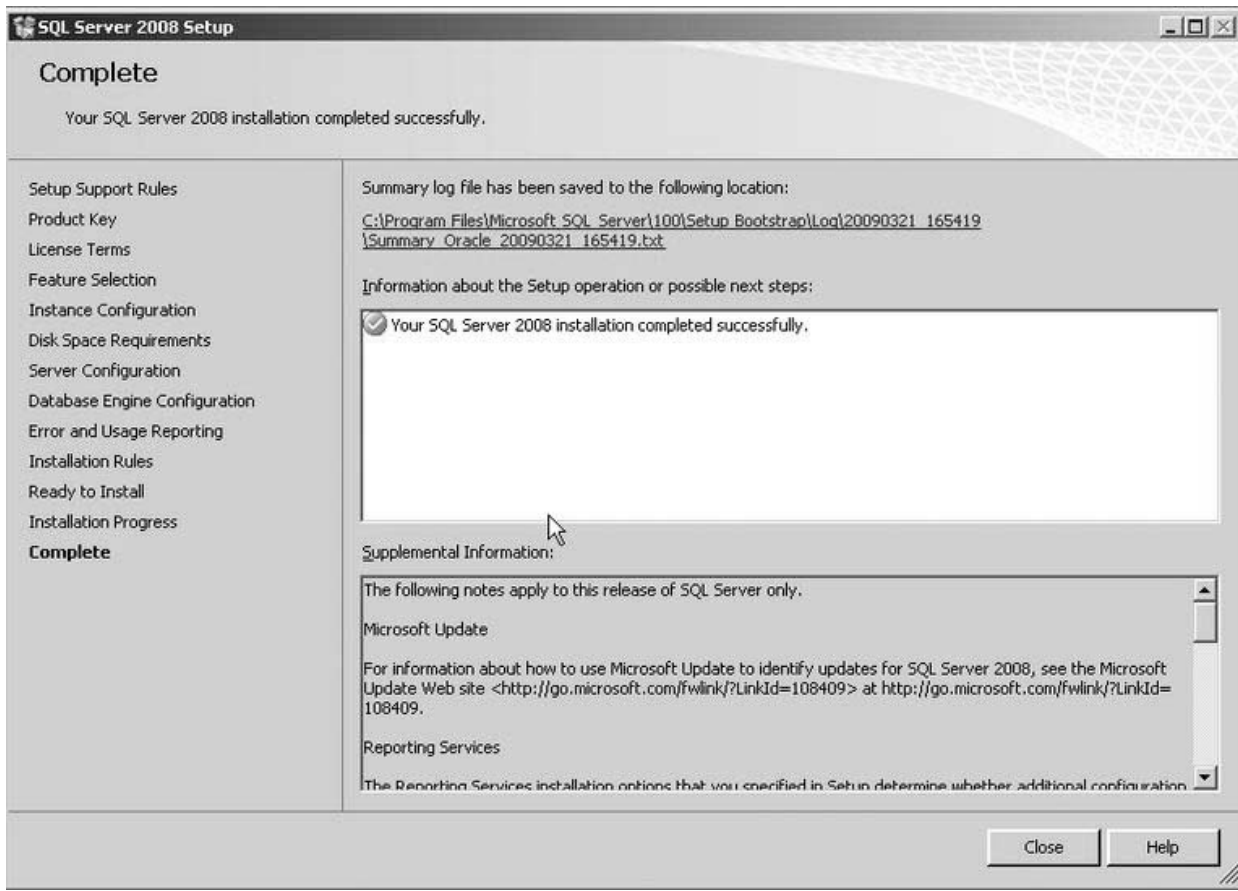 SQL Server 2008 Setup
Complete
Your SQL Server 2008 installation completed successfully.
Setup Support Rules
Product Key
License Terms
Feature Selection
Instance Configuration
Disk Space Requirements
Server Configuration
Database Engine Configuration
Error and Usage Reporting
Installation Rules
Ready to Install
Installation Progress
Complete
Summary log file has been saved to the following location:
C:\Program Files\Microsoft SQL Server\100\Setup Bootstrap\Log\20090321_165419
\Summary_Oracle_20090321_165419.txt
Information about the Setup operation or possible next steps:
Your SQL Server 2008 installation completed successfully.
Supplemental Information:
The following notes apply to this release of SQL Server only.
Microsoft Update
For information about how to use Microsoft Update to identify updates for SQL Server 2008, see the Microsoft
Update Web site <http://go.microsoft.com/fwlink/?LinkId=108409> at http://go.microsoft.com/fwlink/?LinkId=
108409.
Reporting Services
The Reporting Services installation options that you specified in Setup determine whether additional configuration
Close
Help